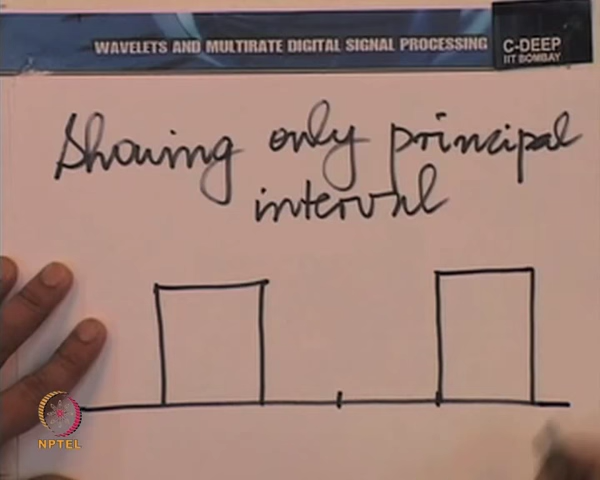 WAVELETS AND MULTIRATE DIGITAL SIGNAL PROCESSING
C-DEEP
IIT BOMBAY
Showing only principal
interval
NPTEL